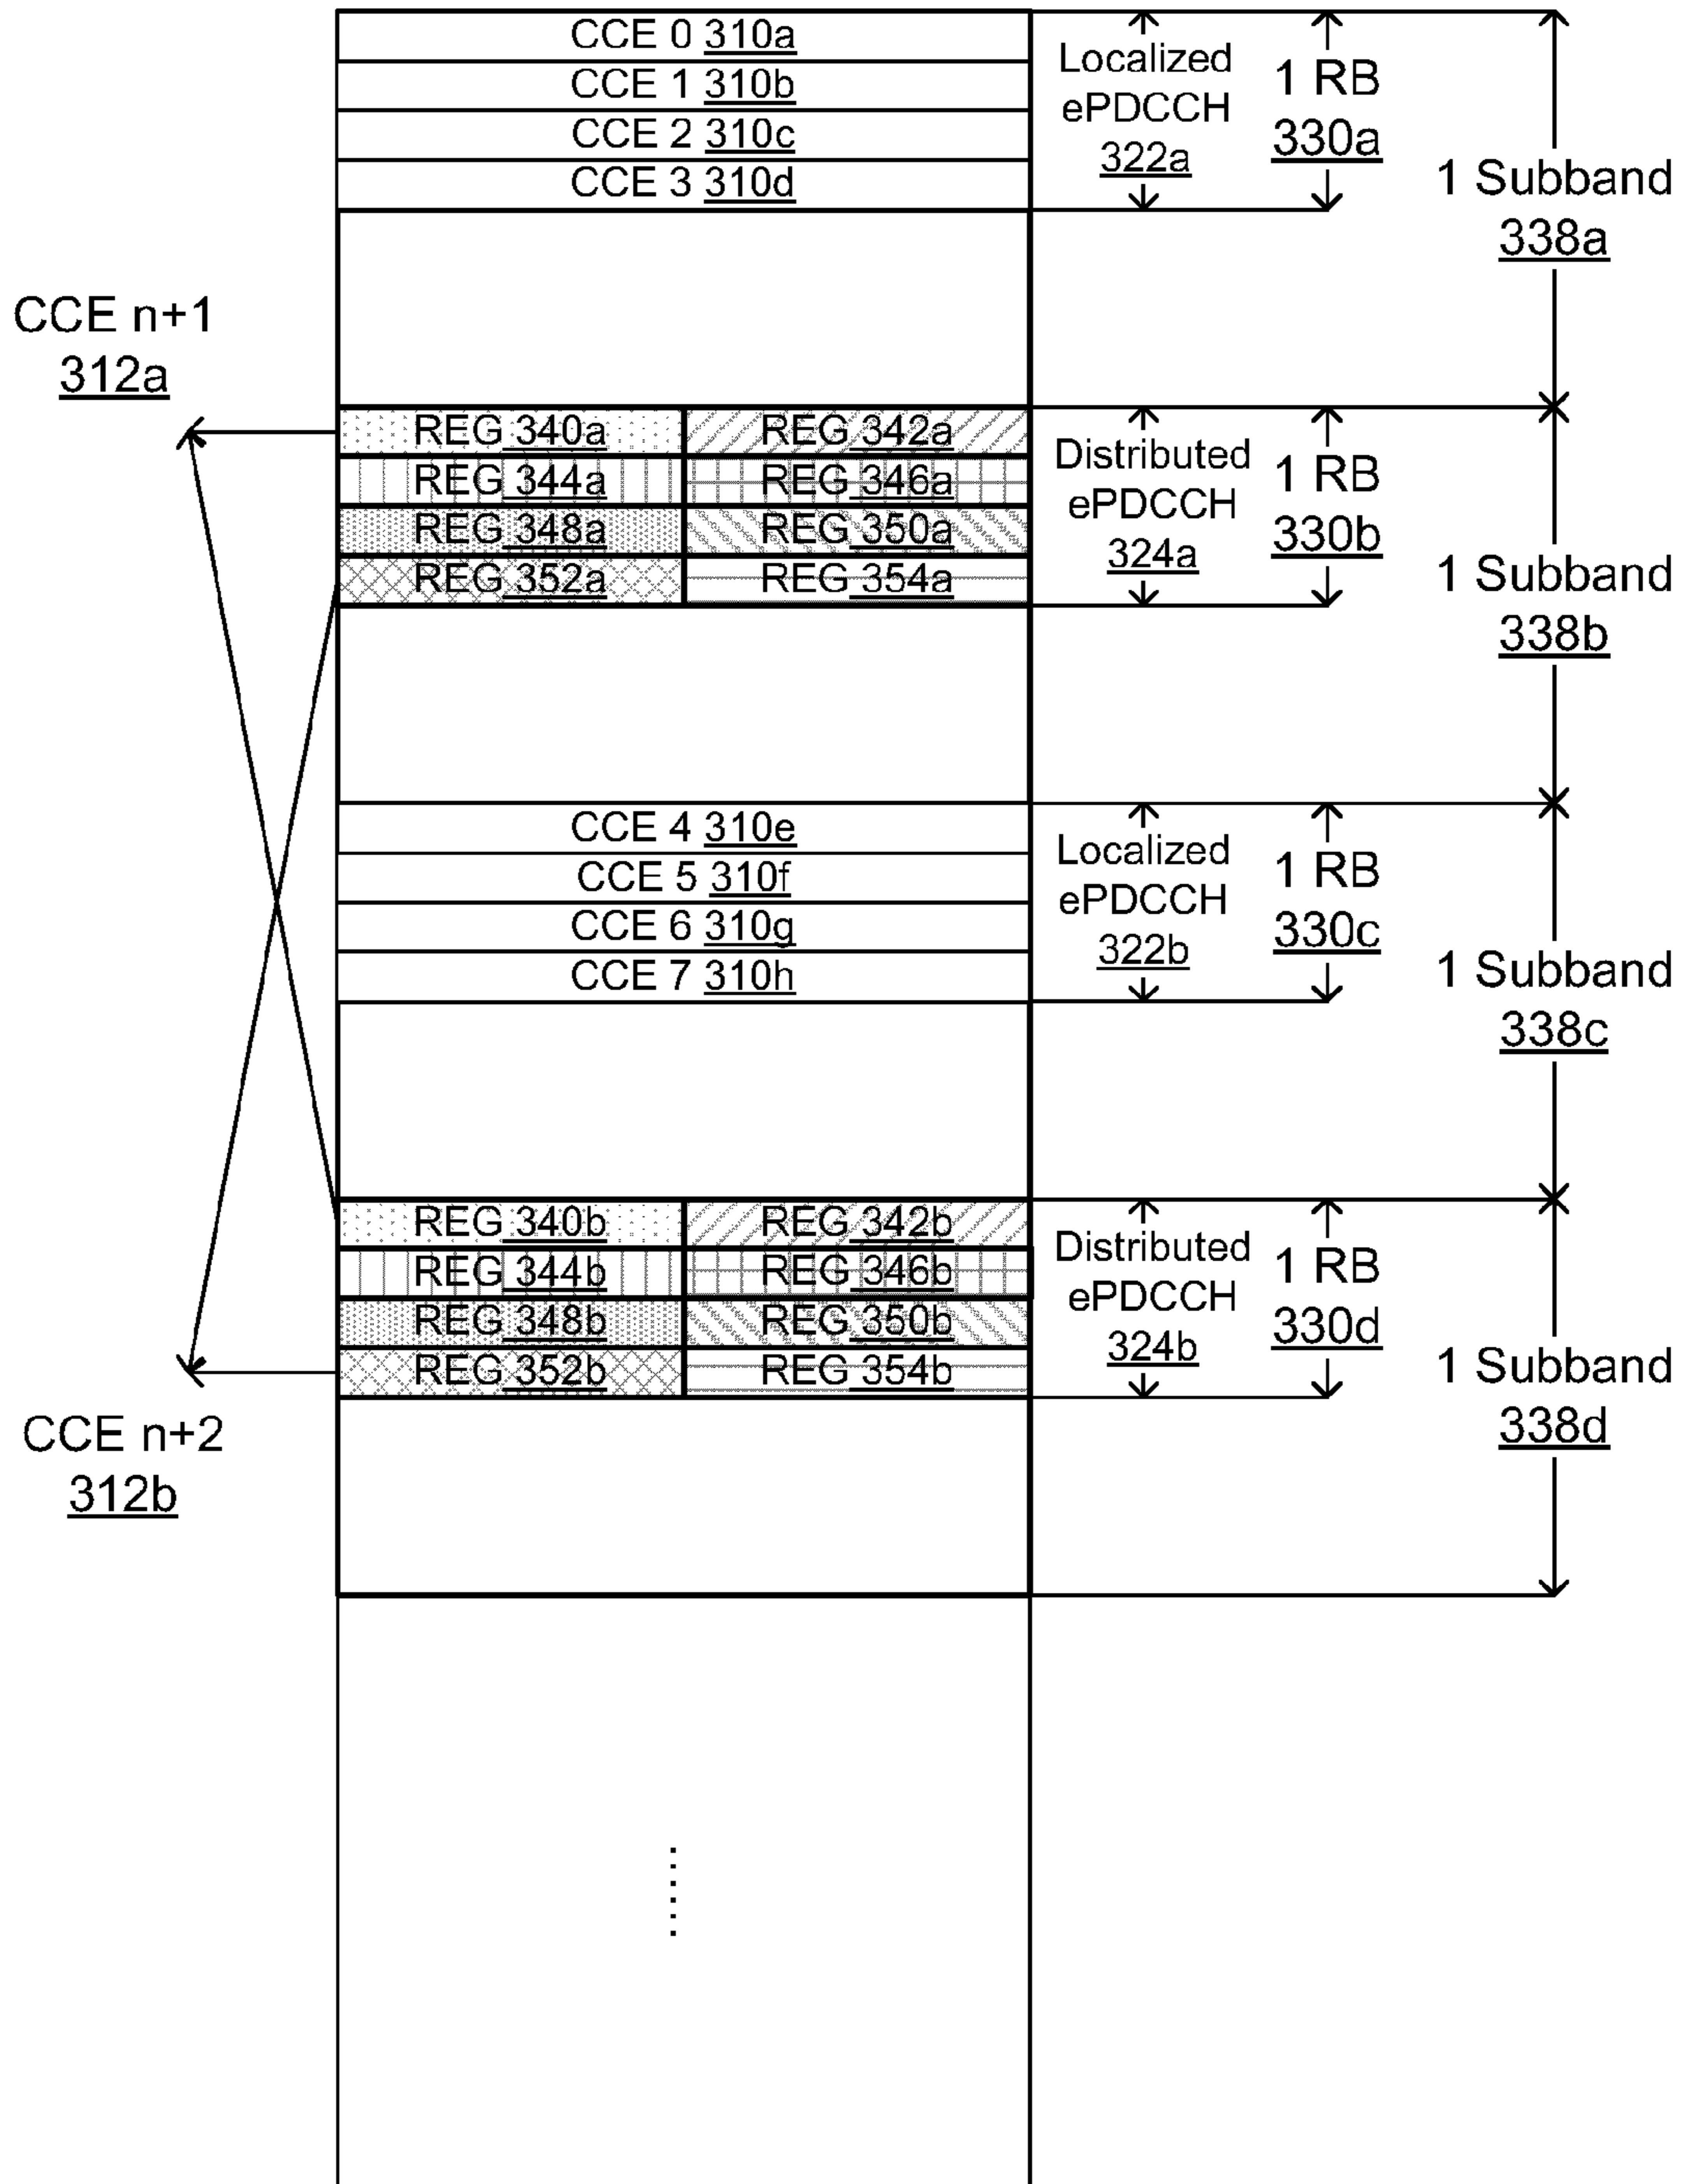 CCE 0 310a
CCE 1 310b
CCE 2 310c
CCE 3 310d
Localized
ePDCCH
322a
1 RB
330a
1 Subband
338a
CCE n+1
312a
REG 340a REG 342a
REG 344a REG 346a
REG 348a REG 350a
REG 352a REG 354a
Distributed
ePDCCH
324a
1 RB
330b
1 Subband
338b
CCE 4 310e
CCE 5 310f
CCE 6 310g
CCE 7 310h
Localized
ePDCCH
322b
1 RB
330c
1 Subband
338c
REG 340b REG 342b
REG 344b REG 346b
REG 348b REG 350b
REG 352b REG 354b
Distributed
ePDCCH
324b
1 RB
330d
1 Subband
338d
CCE n+2
312b